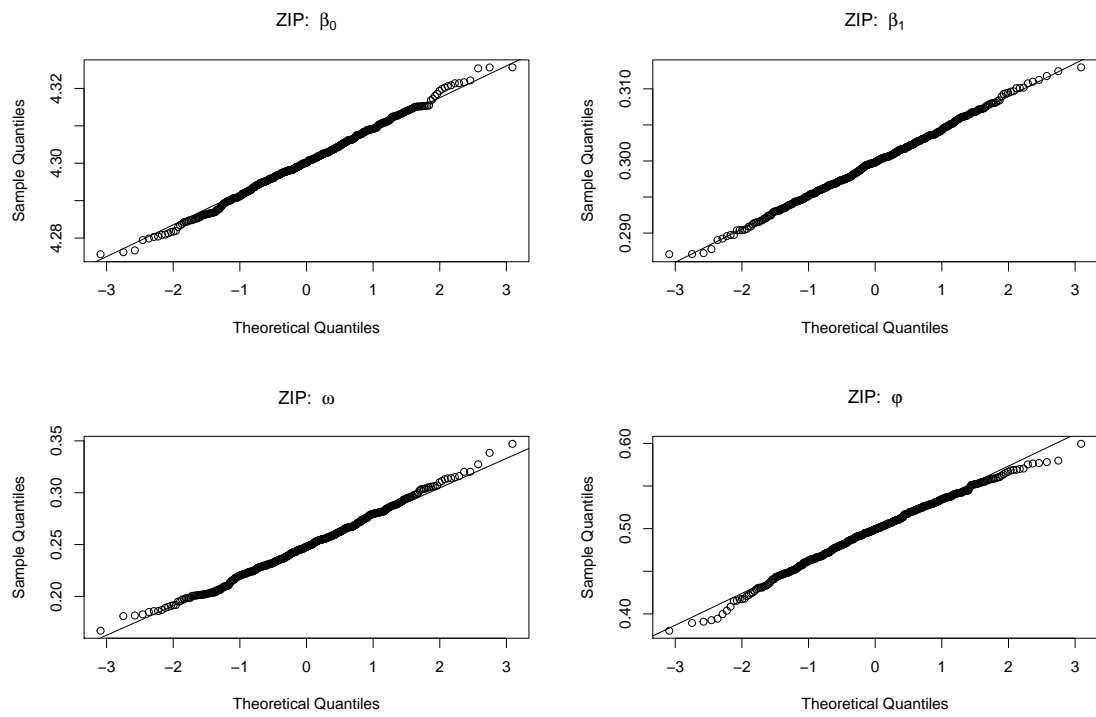 ZIP: β0
Sample Quantiles
4.28 4.30 4.32
−3 −2 −1 0 1 2 3
Theoretical Quantiles
ZIP: β1
Sample Quantiles
0.290 0.300 0.310
−3 −2 −1 0 1 2 3
Theoretical Quantiles
ZIP: ω
Sample Quantiles
0.20 0.25 0.30 0.35
−3 −2 −1 0 1 2 3
Theoretical Quantiles
ZIP: φ
Sample Quantiles
0.40 0.50 0.60
−3 −2 −1 0 1 2 3
Theoretical Quantiles